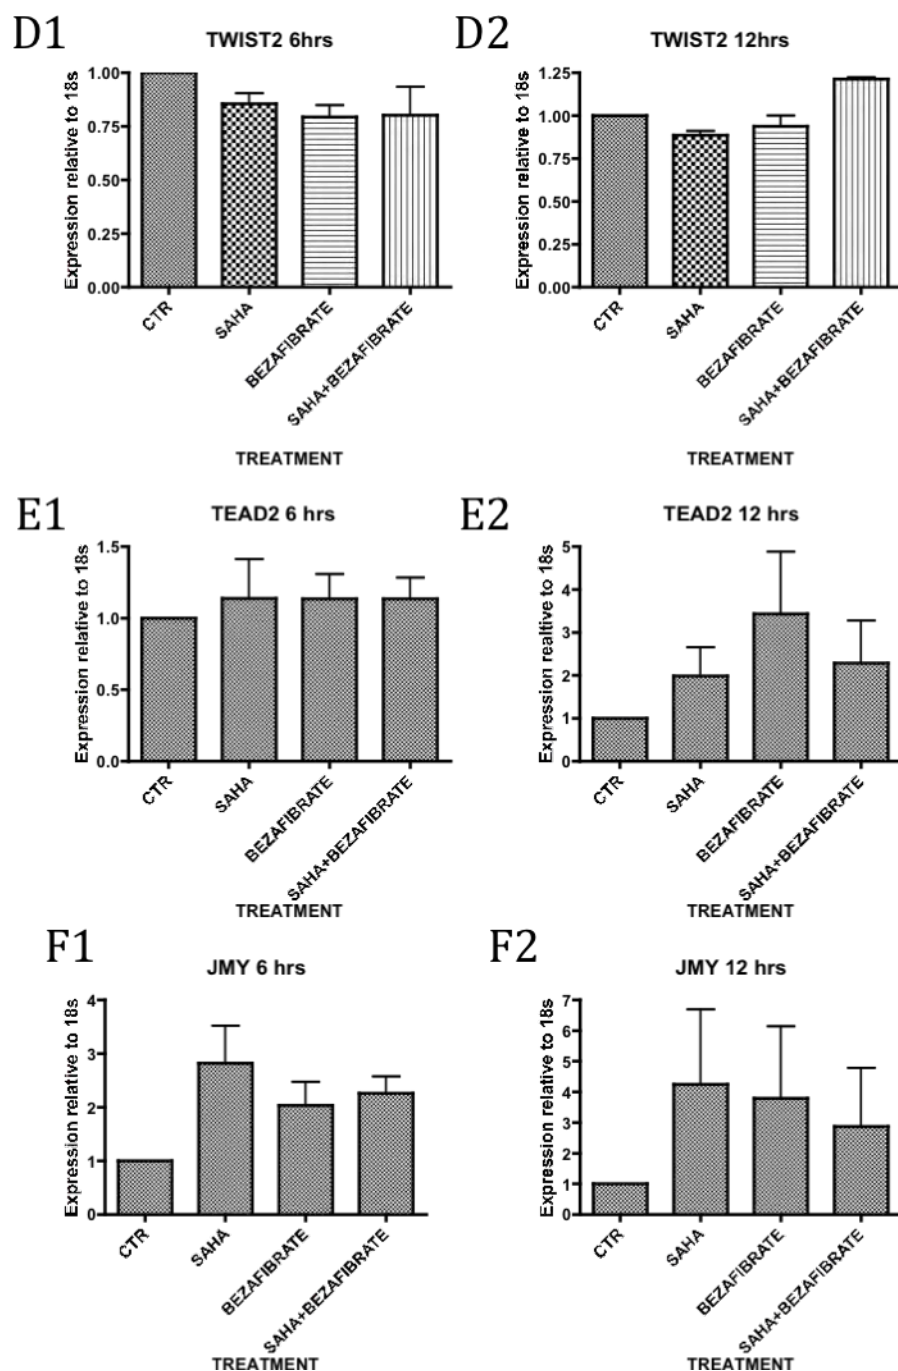 D1
TWIST2 6hrs
Expression relative to 18s
1.00
0.75
0.50
0.25
0.00
CTR
SAHA
BEZAFIBRATE
SAHA+BEZAFIBRATE
TREATMENT
D2
TWIST2 12hrs
Expression relative to 18s
1.25
1.00
0.75
0.50
0.25
0.00
CTR
SAHA
BEZAFIBRATE
SAHA+BEZAFIBRATE
TREATMENT
E1
TEAD2 6 hrs
Expression relative to 18s
1.5
1.0
0.5
0.0
CTR
SAHA
BEZAFIBRATE
SAHA+BEZAFIBRATE
TREATMENT
E2
TEAD2 12 hrs
Expression realtive to 18s
5
4
3
2
1
0
CTR
SAHA
BEZAFIBRATE
SAHA+BEZAFIBRATE
TREATMENT
F1
JMY 6 hrs
Expression relative to 18s
4
3
2
1
0
CTR
SAHA
BEZAFIBRATE
SAHA+BEZAFIBRATE
TREATMENT
F2
JMY 12 hrs
Expression relative to 18s
7
6
5
4
3
2
1
0
CTR
SAHA
BEZAFIBRATE
SAHA+BEZAFIBRATE
TREATMENT